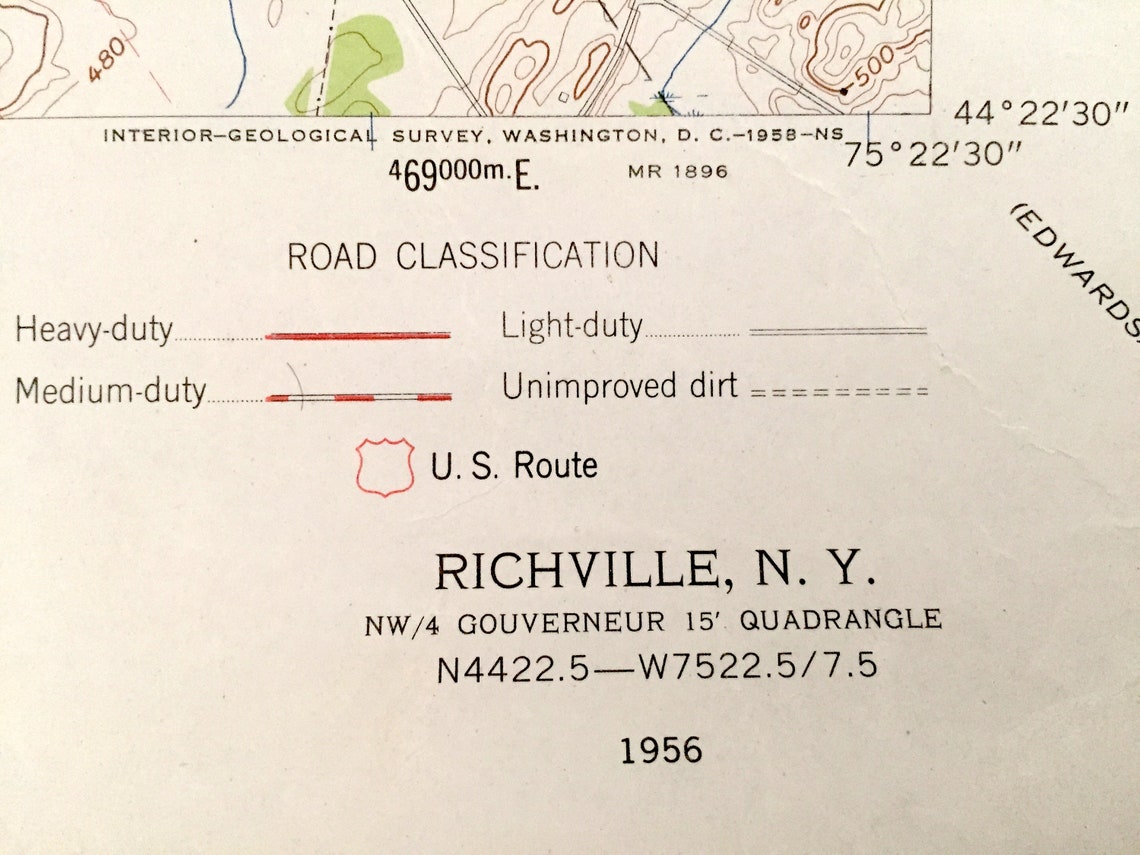 480
500
44°22'30"
INTERIOR–GEOLOGICAL SURVEY, WASHINGTON, D. C.–1958–NS
75°22'30"
469000m. E.
MR 1896
(EDWARDS
ROAD CLASSIFICATION
Heavy-duty
Light-duty
Medium-duty
Unimproved dirt
U. S. Route
RICHVILLE, N. Y.
NW/4 GOUVERNEUR 15' QUADRANGLE
N4422.5—W7522.5/7.5
1956